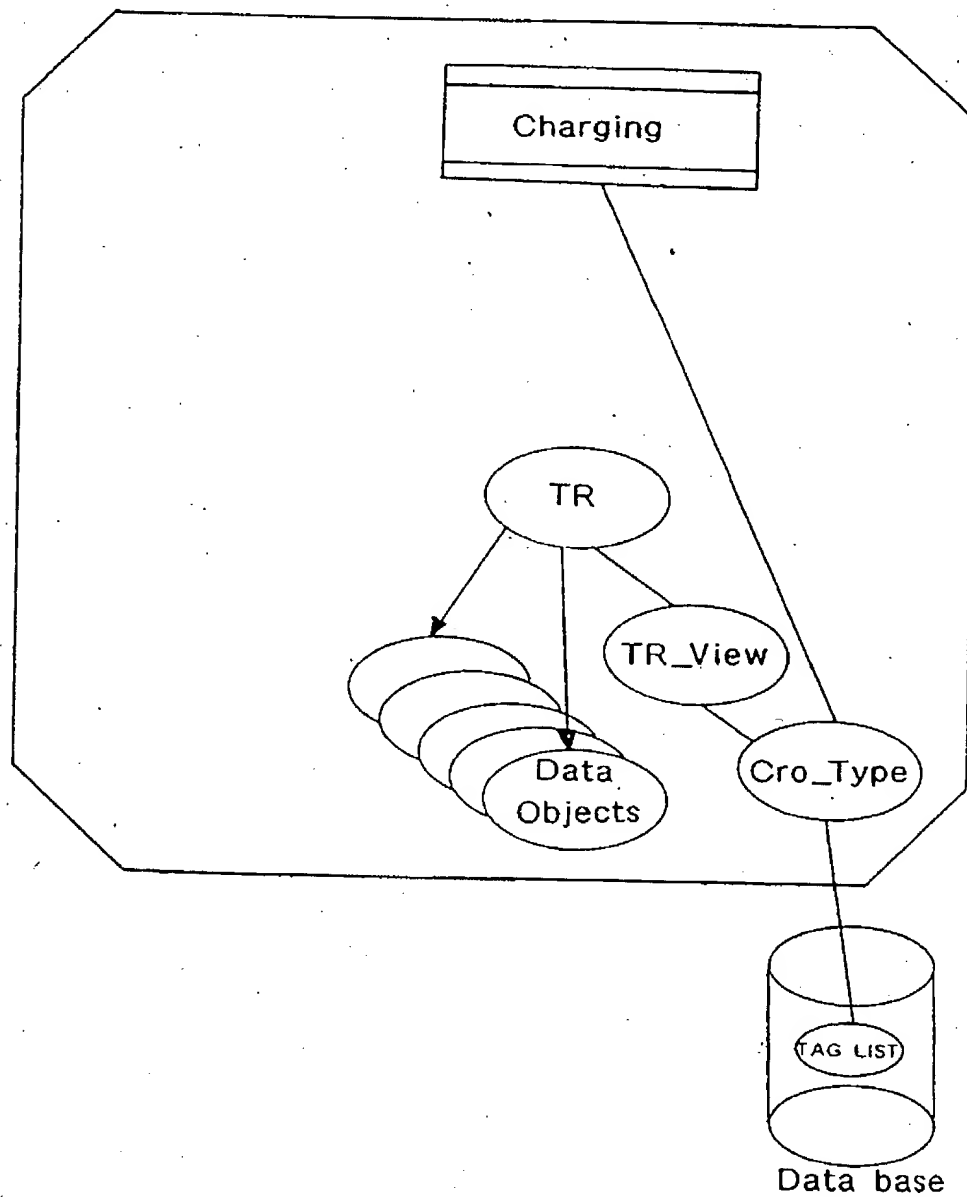 Charging
TR
TR_View
Data
Objects
Cro_Type
TAG LIST
Data base